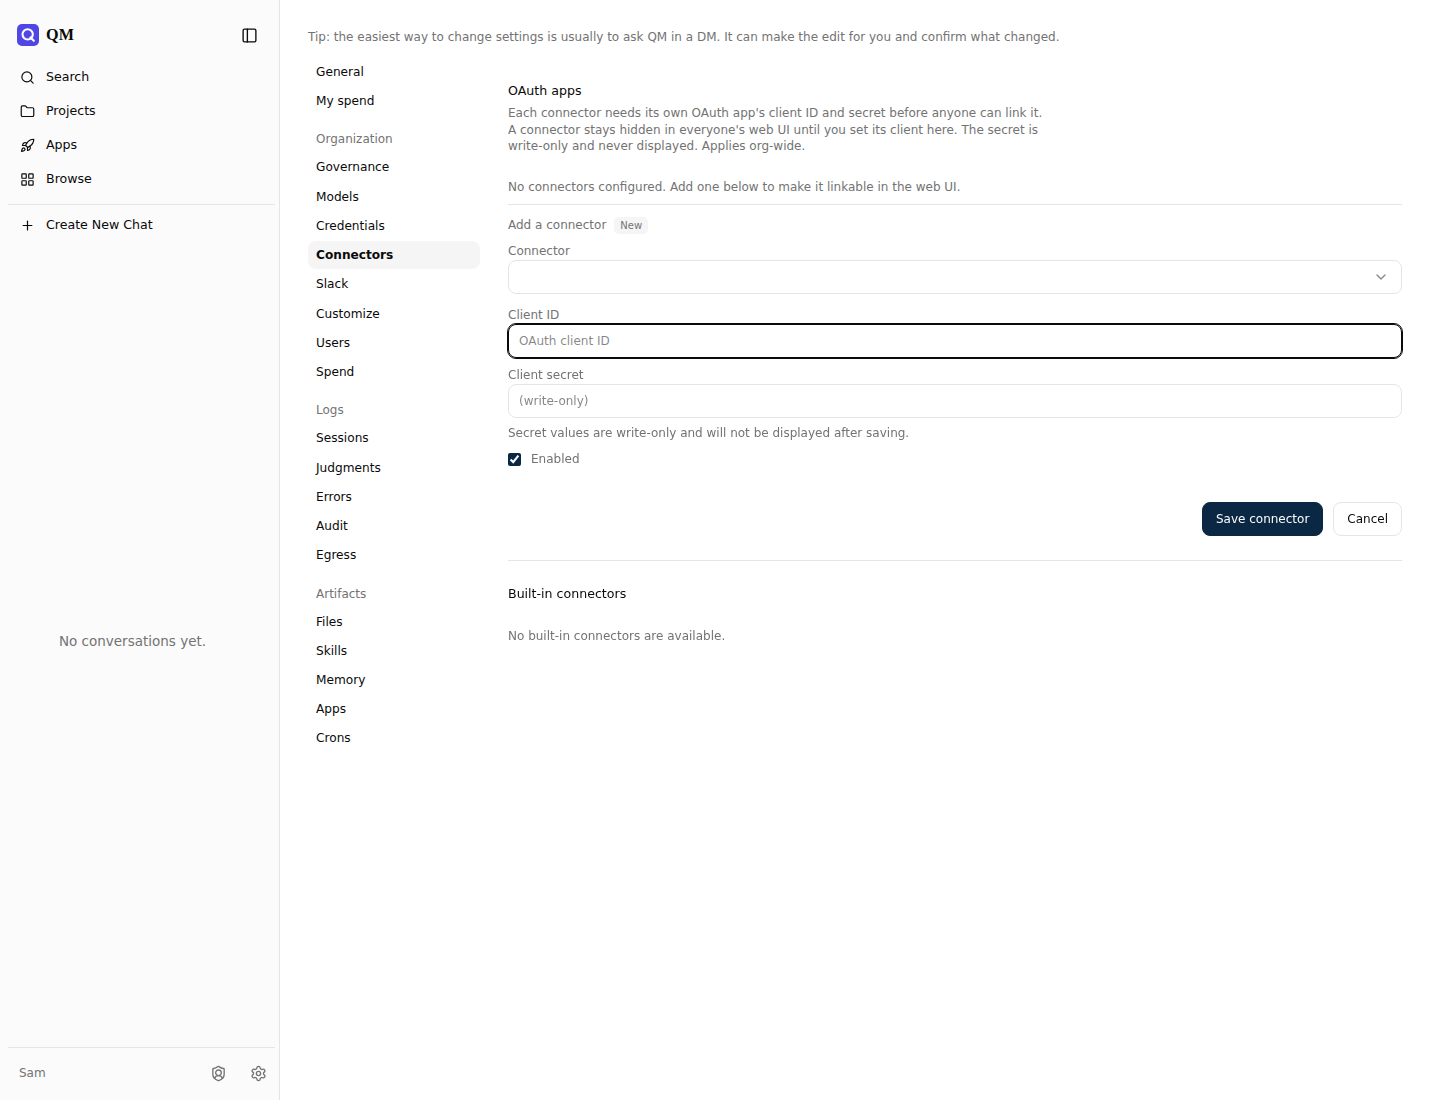 QM
Search
Projects
Apps
Browse
Create New Chat
No conversations yet.
Sam
Tip: the easiest way to change settings is usually to ask QM in a DM. It can make the edit for you and confirm what changed.
General
My spend
Organization
Governance
Models
Credentials
Connectors
Slack
Customize
Users
Spend
Logs
Sessions
Judgments
Errors
Audit
Egress
Artifacts
Files
Skills
Memory
Apps
Crons
OAuth apps
Each connector needs its own OAuth app's client ID and secret before anyone can link it.
A connector stays hidden in everyone's web UI until you set its client here. The secret is
write-only and never displayed. Applies org-wide.
No connectors configured. Add one below to make it linkable in the web UI.
Add a connector New
Connector
Client ID
OAuth client ID
Client secret
(write-only)
Secret values are write-only and will not be displayed after saving.
Enabled
Save connector Cancel
Built-in connectors
No built-in connectors are available.